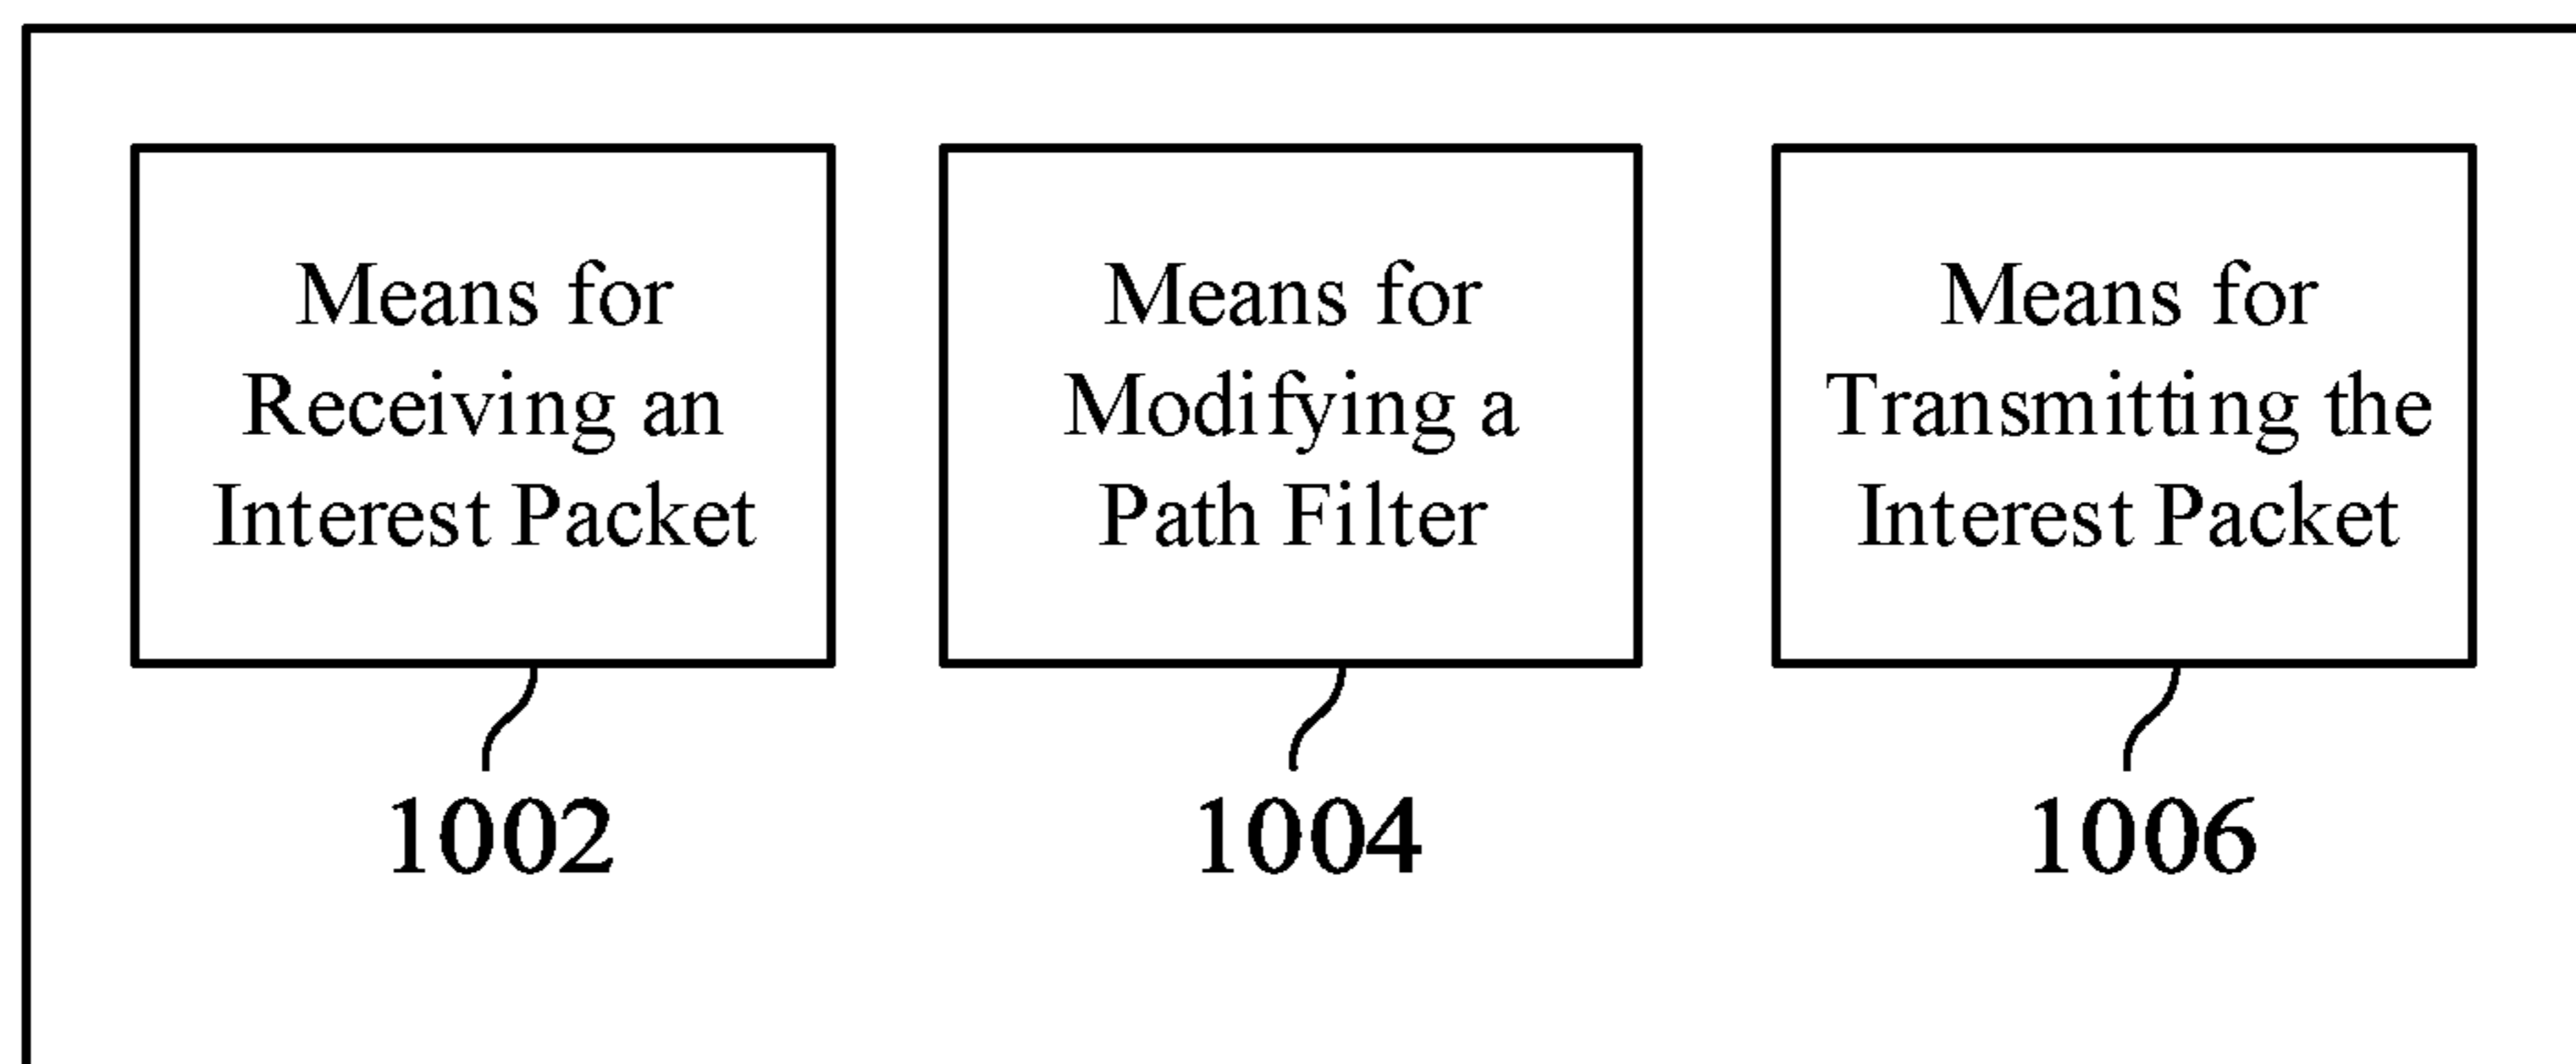 Means for
Receiving an
Interest Packet
1002
Means for
Modifying a
Path Filter
1004
Means for
Transmitting the
Interest Packet
1006